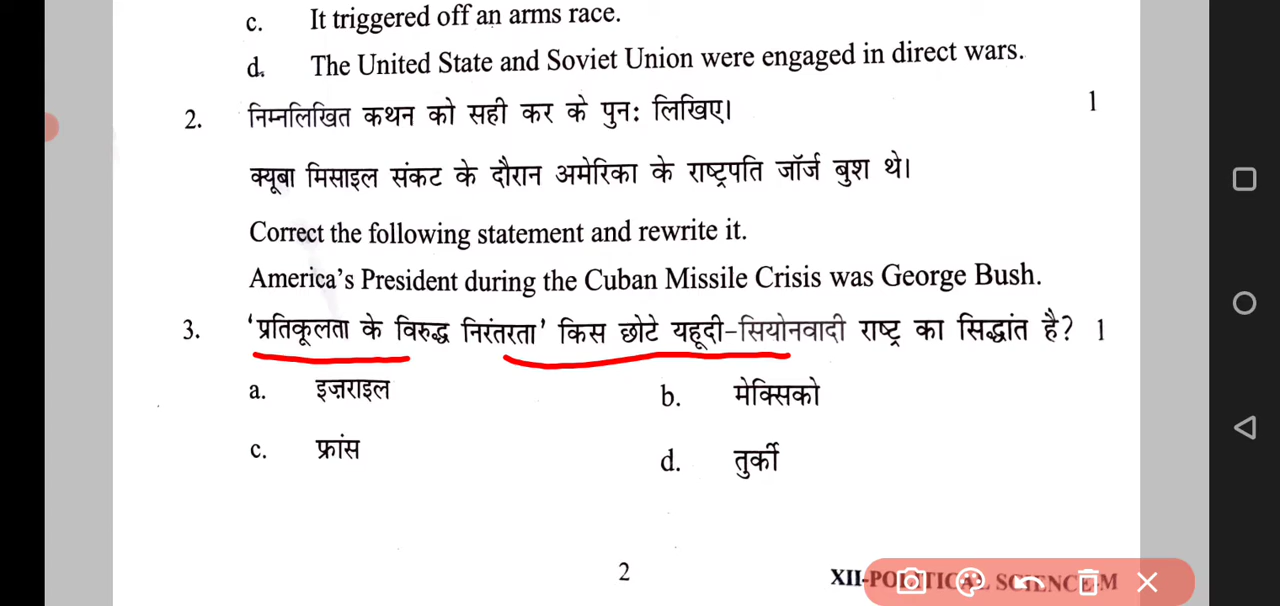 c. It triggered off an arms race.
d. The United State and Soviet Union were engaged in direct wars.
2. निम्नलिखित कथन को सही कर के पुनः लिखिए। 1
क्यूबा मिसाइल संकट के दौरान अमेरिका के राष्ट्रपति जॉर्ज बुश थे।
Correct the following statement and rewrite it.
America's President during the Cuban Missile Crisis was George Bush.
3. 'प्रतिकूलता के विरुद्ध निरंतरता' किस छोटे यहूदी-सियोनवादी राष्ट्र का सिद्धांत है? 1
a. इज़राइल b. मेक्सिको
c. फ्रांस d. तुर्की
2 XII-POLITICAL SCIENCE-M